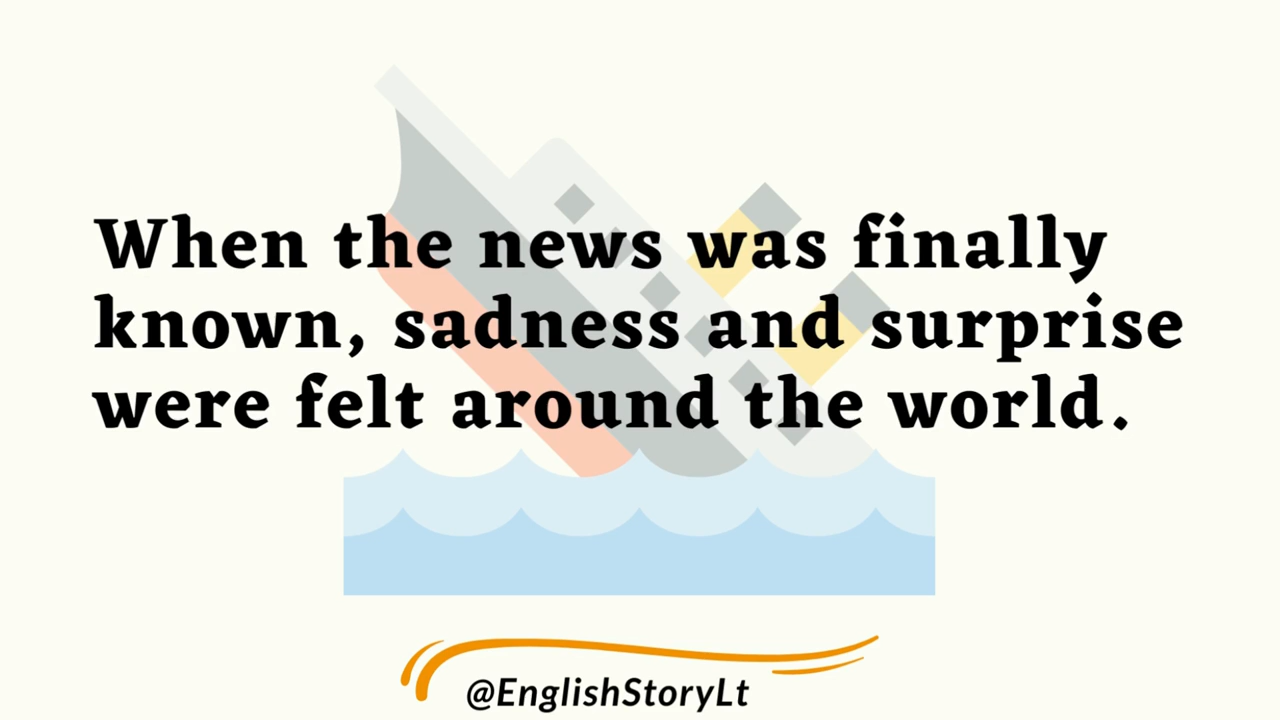 When the news was finally
known, sadness and surprise
were felt around the world.
@EnglishStoryLt